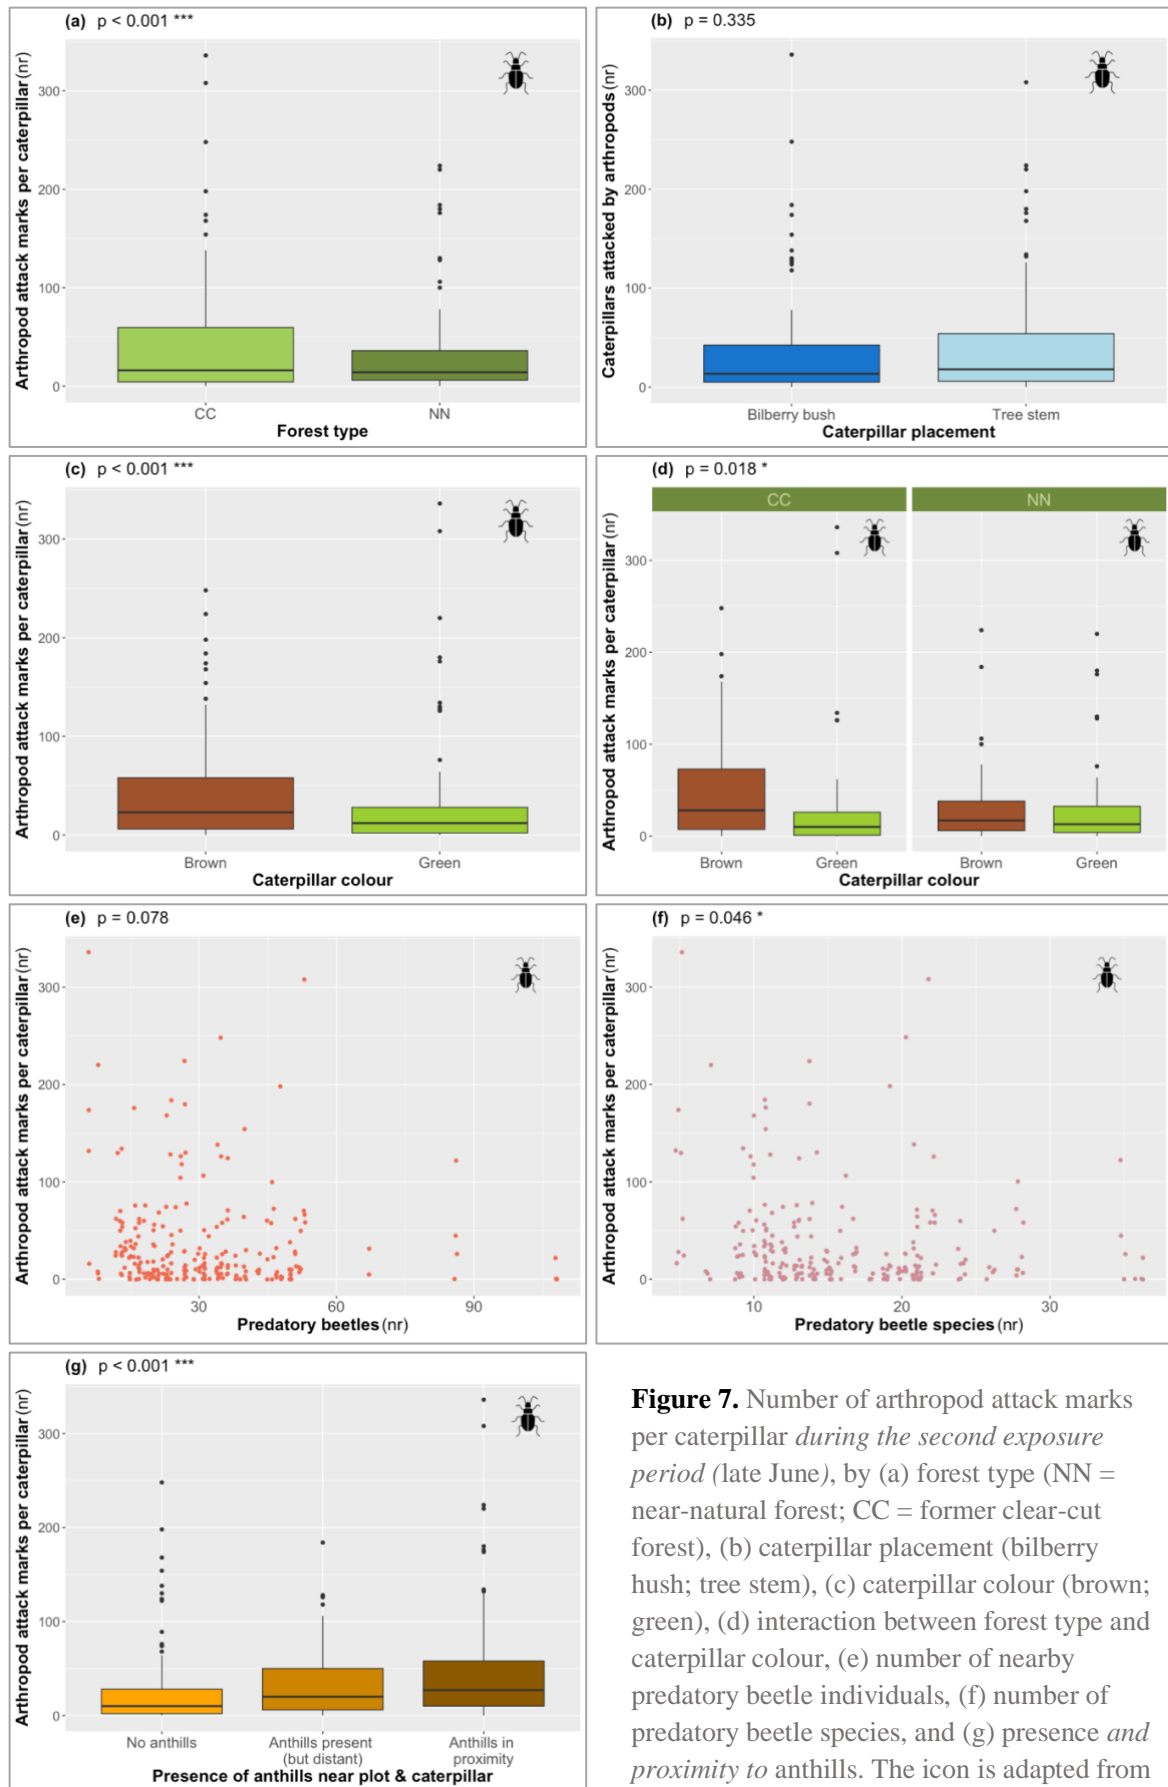 (a) p < 0.001 ***
Arthropod attack marks per caterpillar (nr)
300
200
100
0
CC NN
Forest type
(b) p = 0.335
Caterpillars attacked by arthropods (nr)
300
200
100
0
Bilberry bush Tree stem
Caterpillar placement
(c) p < 0.001 ***
Arthropod attack marks per caterpillar (nr)
300
200
100
0
Brown Green
Caterpillar colour
(d) p = 0.018 *
CC NN
Arthropod attack marks per caterpillar (nr)
300
200
100
0
Brown Green Brown Green
Caterpillar colour
(e) p = 0.078
Arthropod attack marks per caterpillar (nr)
300
200
100
0
30 60 90
Predatory beetles (nr)
(f) p = 0.046 *
Arthropod attack marks per caterpillar (nr)
300
200
100
0
10 20 30
Predatory beetle species (nr)
(g) p < 0.001 ***
Arthropod attack marks per caterpillar (nr)
300
200
100
0
No anthills Anthills present Anthills in
(but distant) proximity
Presence of anthills near plot & caterpillar
Figure 7. Number of arthropod attack marks
per caterpillar during the second exposure
period (late June), by (a) forest type (NN =
near-natural forest; CC = former clear-cut
forest), (b) caterpillar placement (bilberry
hush; tree stem), (c) caterpillar colour (brown;
green), (d) interaction between forest type and
caterpillar colour, (e) number of nearby
predatory beetle individuals, (f) number of
predatory beetle species, and (g) presence and
proximity to anthills. The icon is adapted from